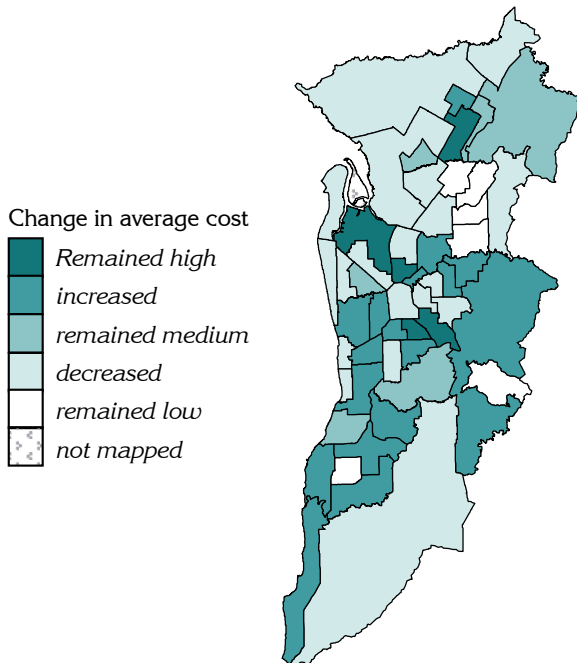 Change in average cost
Remained high
increased
remained medium
decreased
remained low
not mapped